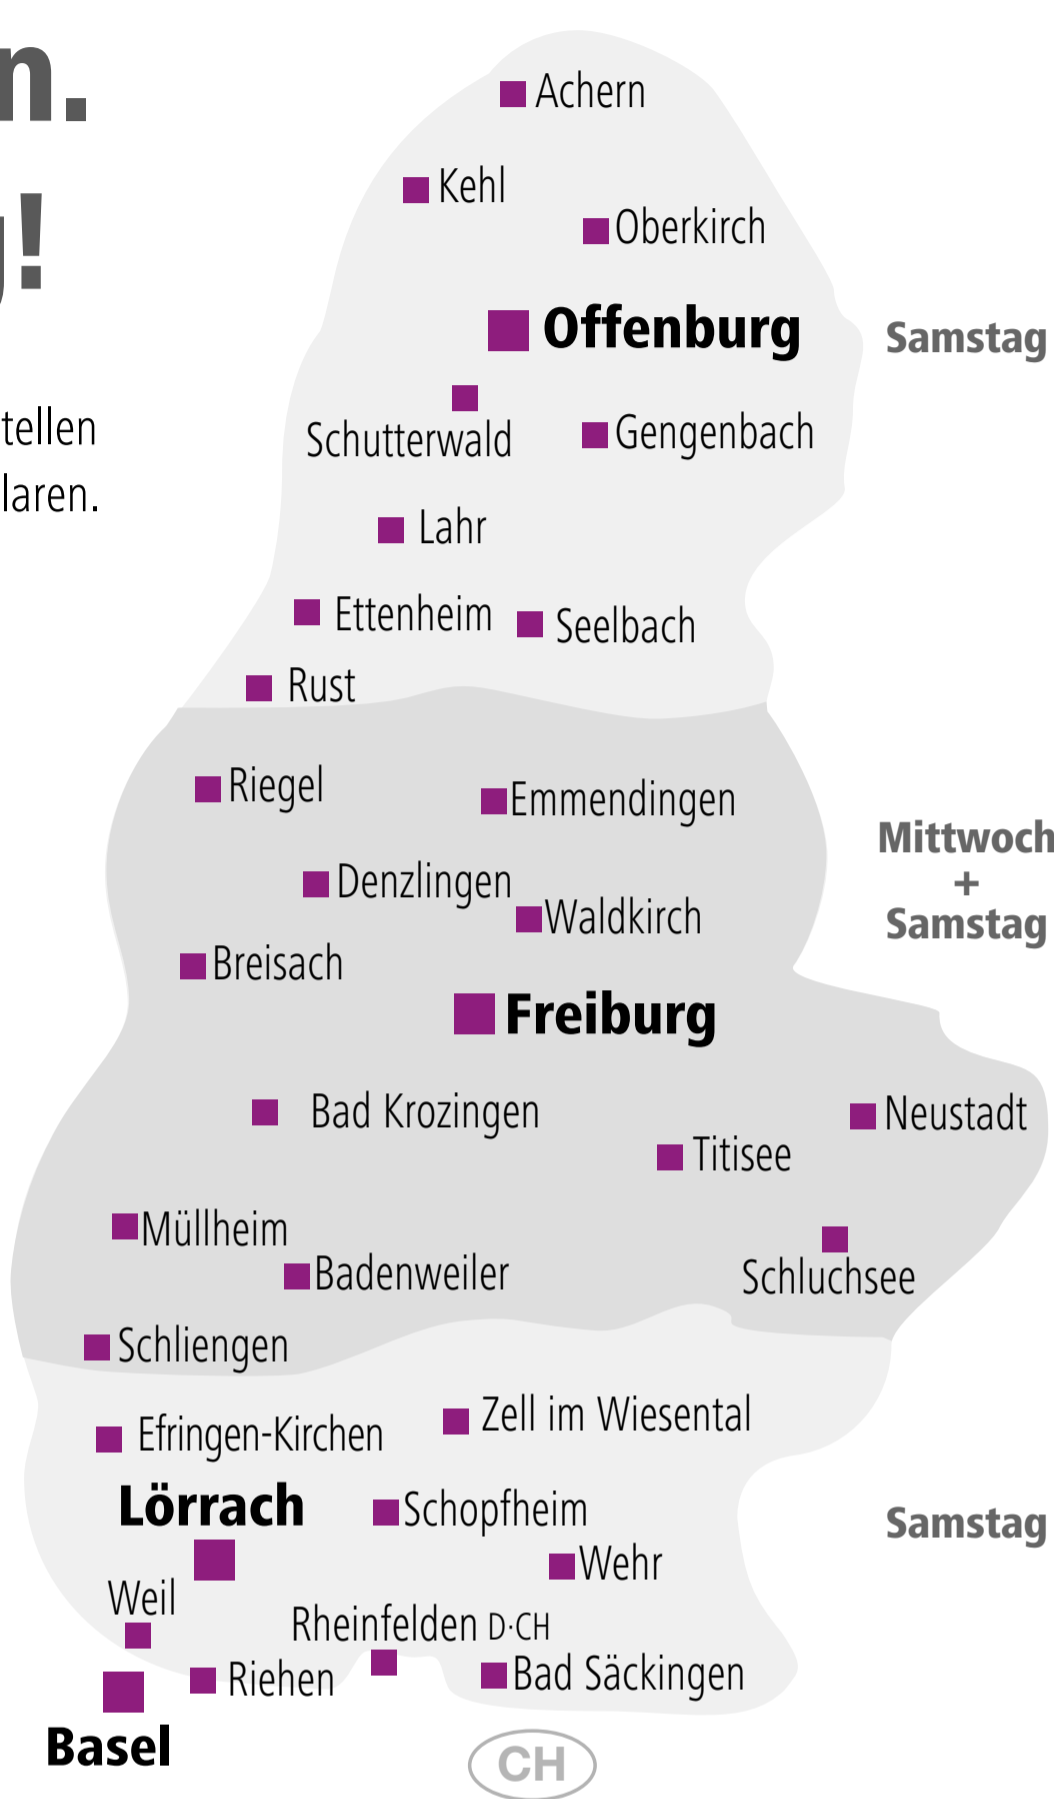 n.
g!
tellen
laren.
Achern
Kehl
Oberkirch
Offenburg
Samstag
Schutterwald
Gengenbach
Lahr
Ettenheim
Seelbach
Rust
Riegel
Emmendingen
Mittwoch
+
Samstag
Denzlingen
Waldkirch
Breisach
Freiburg
Bad Krozingen
Neustadt
Titisee
Müllheim
Badenweiler
Schluchsee
Schliengen
Zell im Wiesental
Efringen-Kirchen
Lörrach
Schopfheim
Samstag
Wehr
Weil
Rheinfelden D·CH
Riehen
Bad Säckingen
Basel
CH